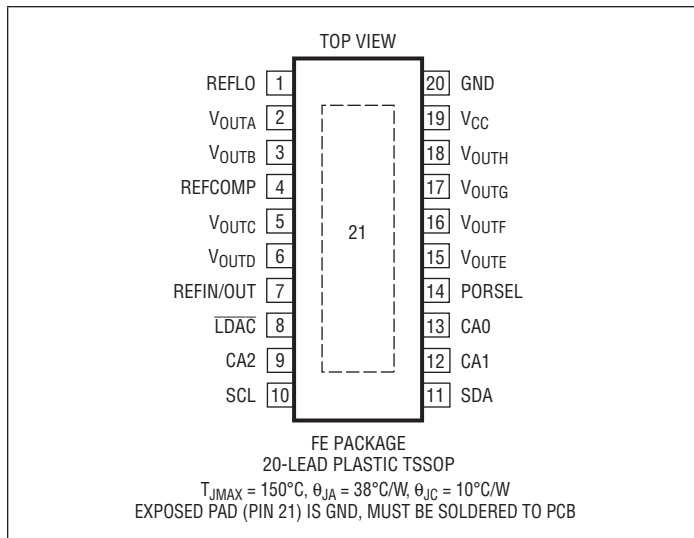 TOP VIEW
REFLO 1 20 GND
VOUTA 2 19 VCC
VOUTB 3 18 VOUTH
REFCOMP 4 17 VOUTG
VOUTC 5 16 VOUTF
21
VOUTD 6 15 VOUTE
REFIN/OUT 7 14 PORSEL
LDAC 8 13 CA0
CA2 9 12 CA1
SCL 10 11 SDA
FE PACKAGE
20-LEAD PLASTIC TSSOP
TJMAX = 150°C, θJA = 38°C/W, θJC = 10°C/W
EXPOSED PAD (PIN 21) IS GND, MUST BE SOLDERED TO PCB